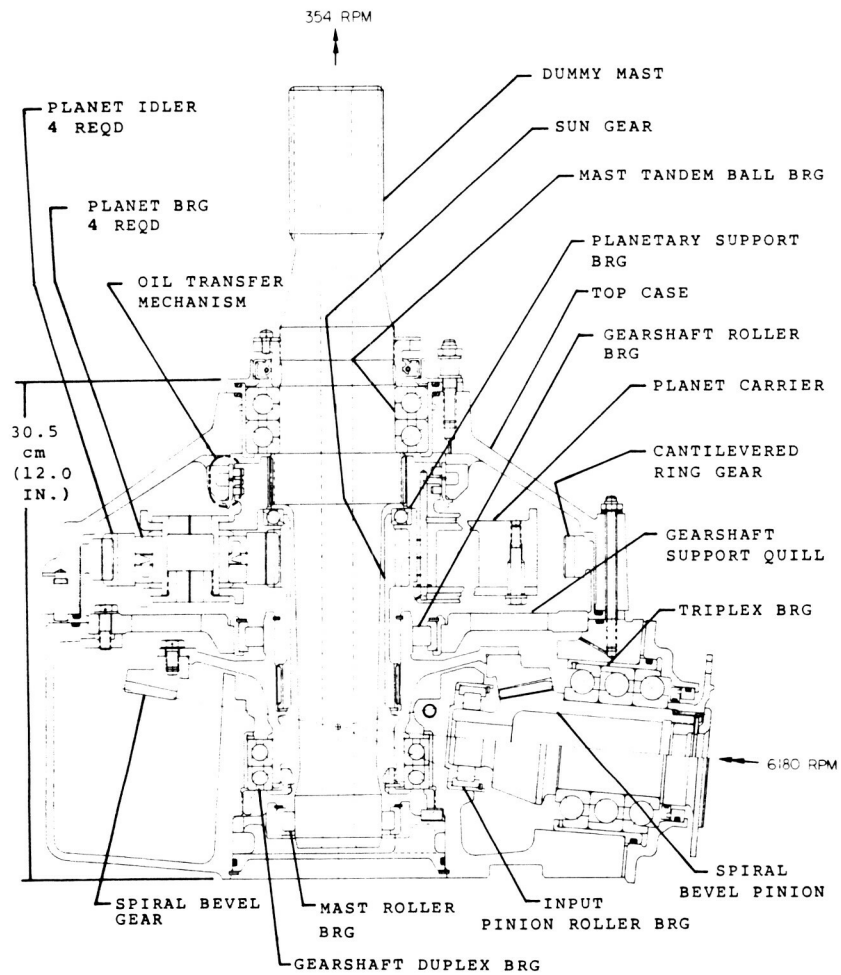 354 RPM
DUMMY MAST
PLANET IDLER
4 REQD
SUN GEAR
MAST TANDEM BALL BRG
PLANET BRG
4 REQD
PLANETARY SUPPORT
BRG
OIL TRANSFER
MECHANISM
TOP CASE
GEARSHAFT ROLLER
BRG
PLANET CARRIER
30.5
cm
(12.0
IN.)
CANTILEVERED
RING GEAR
GEARSHAFT
SUPPORT QUILL
TRIPLEX BRG
6180 RPM
SPIRAL
BEVEL PINION
SPIRAL BEVEL
GEAR
MAST ROLLER
BRG
INPUT
PINION ROLLER BRG
GEARSHAFT DUPLEX BRG